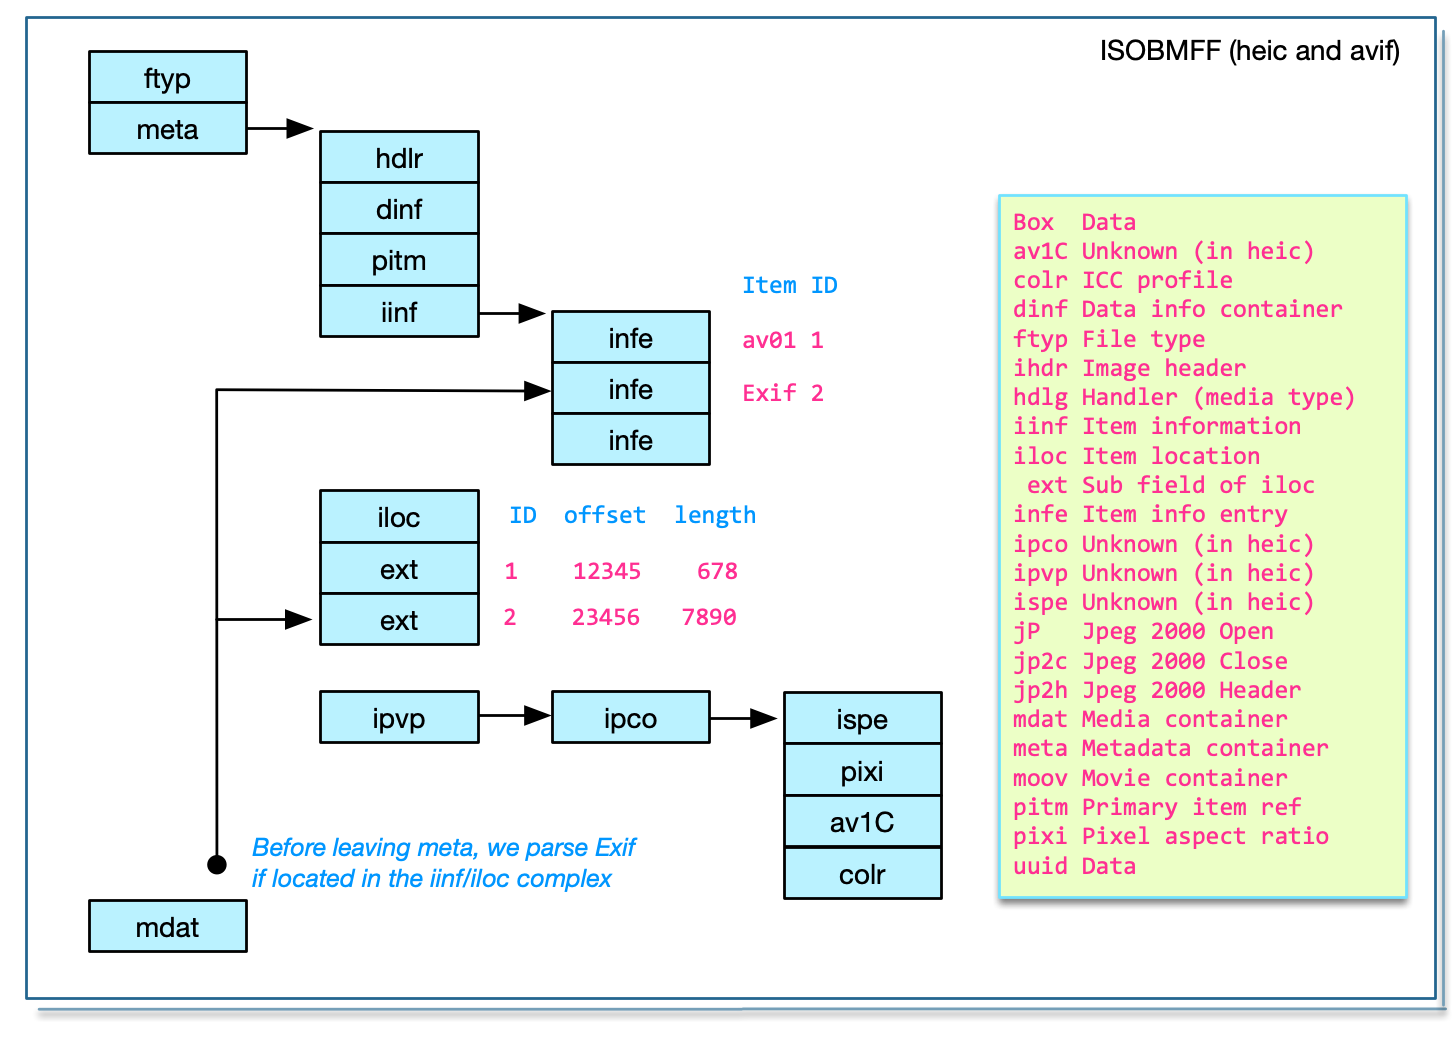 ISOBMFF (heic and avif)
ftyp
meta
hdlr
dinf
pitm
iinf
Item ID
infe
av01 1
infe
Exif 2
infe
iloc
ID offset length
ext
1 12345 678
ext
2 23456 7890
ipvp
ipco
ispe
pixi
av1C
colr
Before leaving meta, we parse Exif
if located in the iinf/iloc complex
mdat
Box Data
av1C Unknown (in heic)
colr ICC profile
dinf Data info container
ftyp File type
ihdr Image header
hdlg Handler (media type)
iinf Item information
iloc Item location
ext Sub field of iloc
infe Item info entry
ipco Unknown (in heic)
ipvp Unknown (in heic)
ispe Unknown (in heic)
jP Jpeg 2000 Open
jp2c Jpeg 2000 Close
jp2h Jpeg 2000 Header
mdat Media container
meta Metadata container
moov Movie container
pitm Primary item ref
pixi Pixel aspect ratio
uuid Data